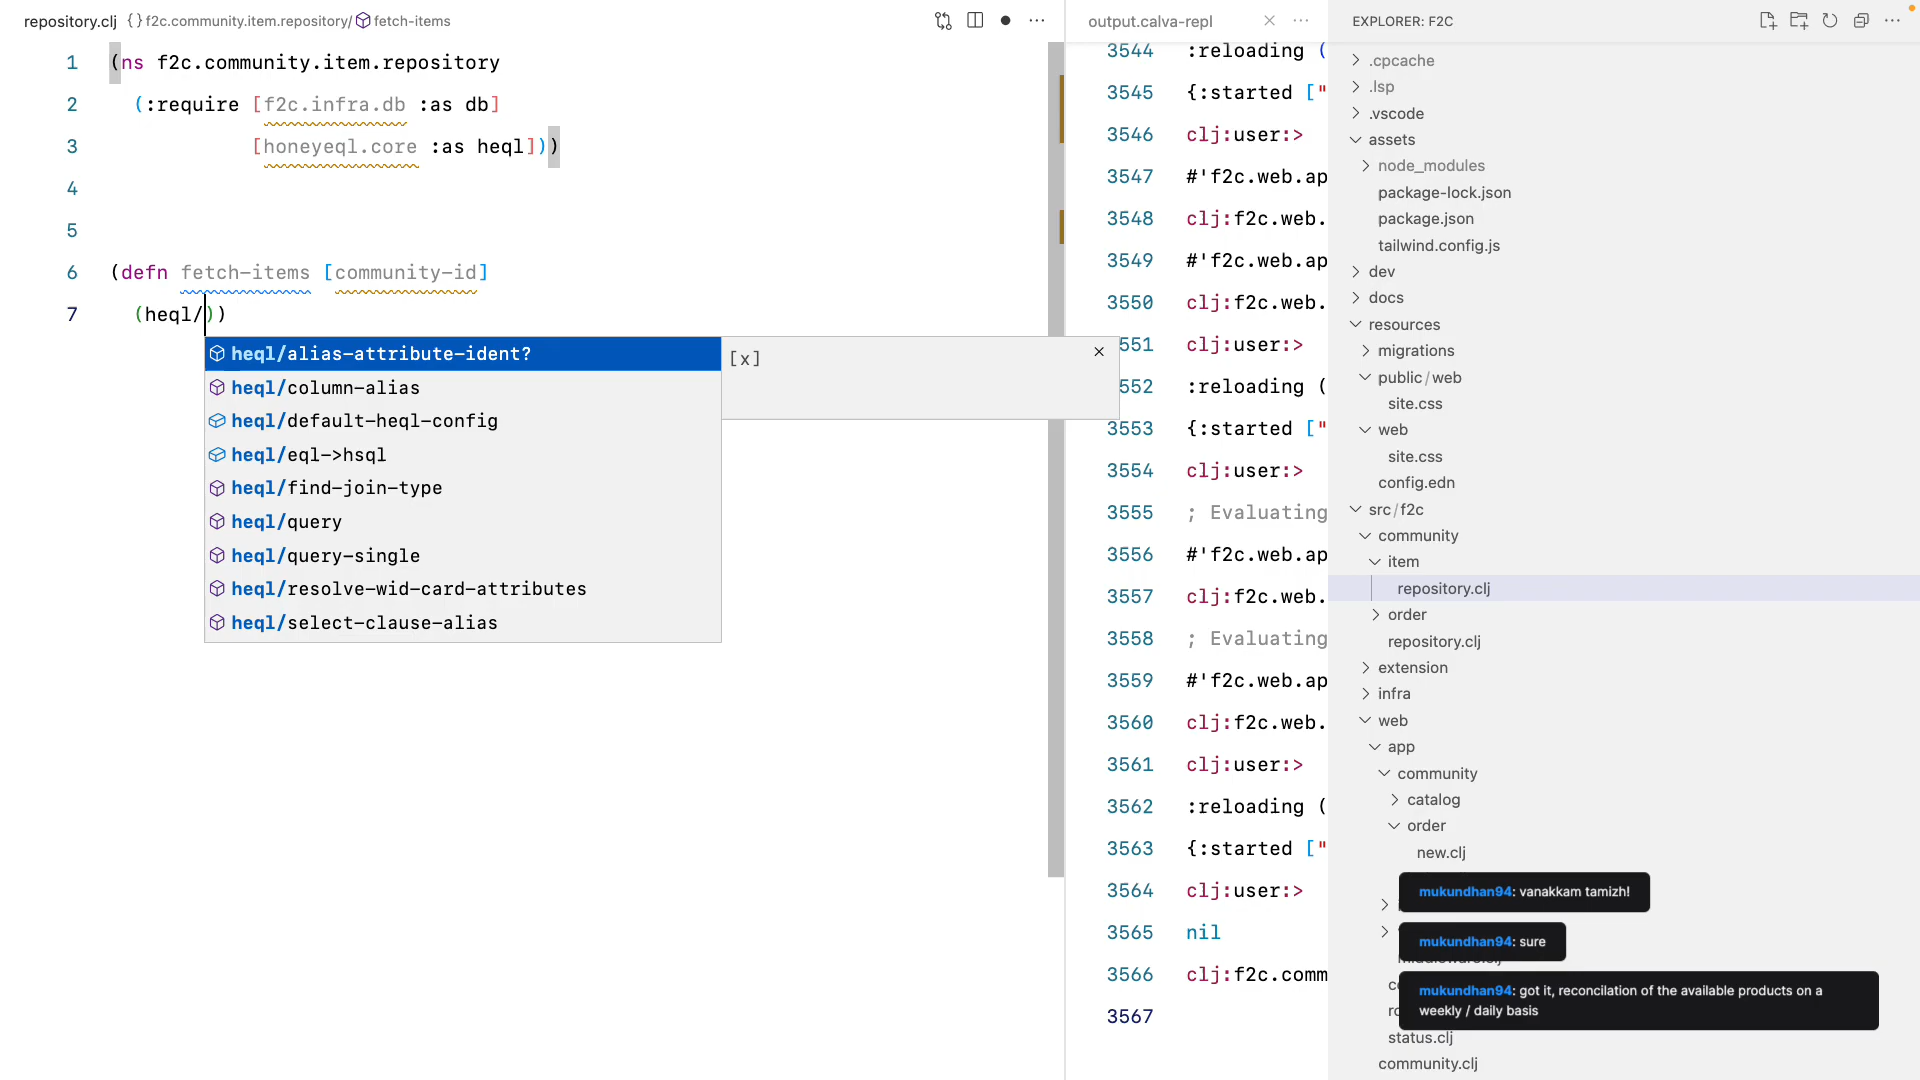 repository.clj {} f2c.community.item.repository/ fetch-items
1 (ns f2c.community.item.repository
2 (:require [f2c.infra.db :as db]
3 [honeyeql.core :as heql]))
4
5
6 (defn fetch-items [community-id]
7 (heql/))
heql/alias-attribute-ident?
heql/column-alias
heql/default-heql-config
heql/eql->hsql
heql/find-join-type
heql/query
heql/query-single
heql/resolve-wid-card-attributes
heql/select-clause-alias
[x]
output.calva-repl
3544 :reloading (
3545 {:started ["
3546 clj:user:>
3547 #'f2c.web.ap
3548 clj:f2c.web.
3549 #'f2c.web.ap
3550 clj:f2c.web.
551 clj:user:>
552 :reloading (
3553 {:started ["
3554 clj:user:>
3555 ; Evaluating
3556 #'f2c.web.ap
3557 clj:f2c.web.
3558 ; Evaluating
3559 #'f2c.web.ap
3560 clj:f2c.web.
3561 clj:user:>
3562 :reloading (
3563 {:started ["
3564 clj:user:>
3565 nil
3566 clj:f2c.comm
3567
EXPLORER: F2C
.cpcache
.lsp
.vscode
assets
node_modules
package-lock.json
package.json
tailwind.config.js
dev
docs
resources
migrations
public/web
site.css
web
site.css
config.edn
src/f2c
community
item
repository.clj
order
repository.clj
extension
infra
web
app
community
catalog
order
new.clj
mukundhan94: vanakkam tamizh!
mukundhan94: sure
mukundhan94: got it, reconcilation of the available products on a
weekly / daily basis
status.clj
community.clj